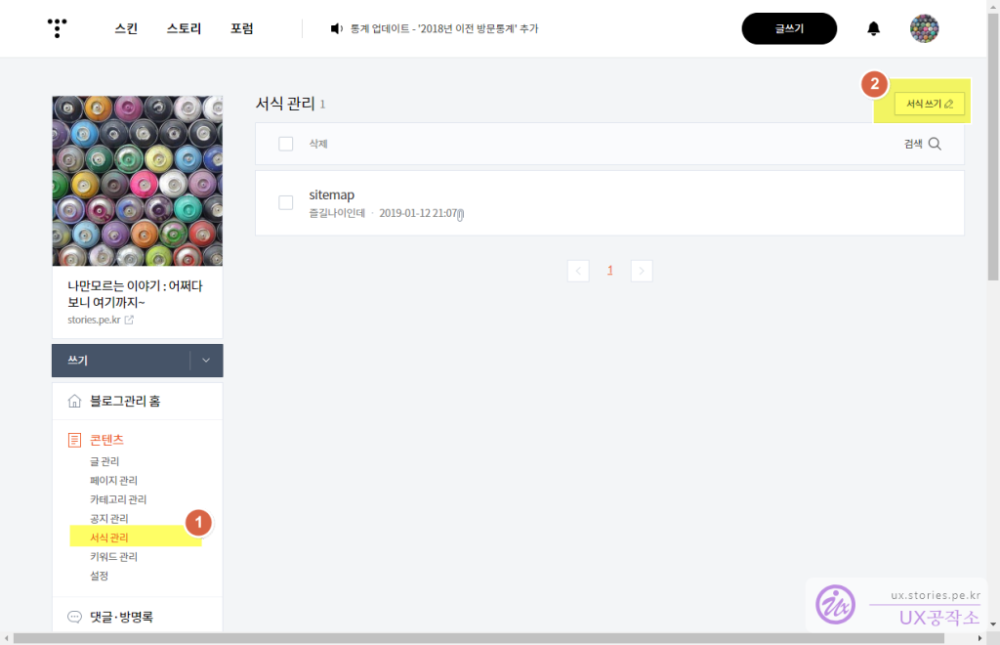 스킨 스토리 포럼 통계 업데이트 - '2018년 이전 방문통계' 추가 글쓰기
서식 관리 1
2
서식 쓰기
삭제 검색
sitemap
즐길나이인데 · 2019-01-12 21:07
1
나만모르는 이야기 : 어쩌다
보니 여기까지~
stories.pe.kr
쓰기
블로그관리 홈
콘텐츠
글 관리
페이지 관리
카테고리 관리
공지 관리
1
서식 관리
키워드 관리
설정
댓글·방명록
Ux
ux.stories.pe.kr
UX공작소